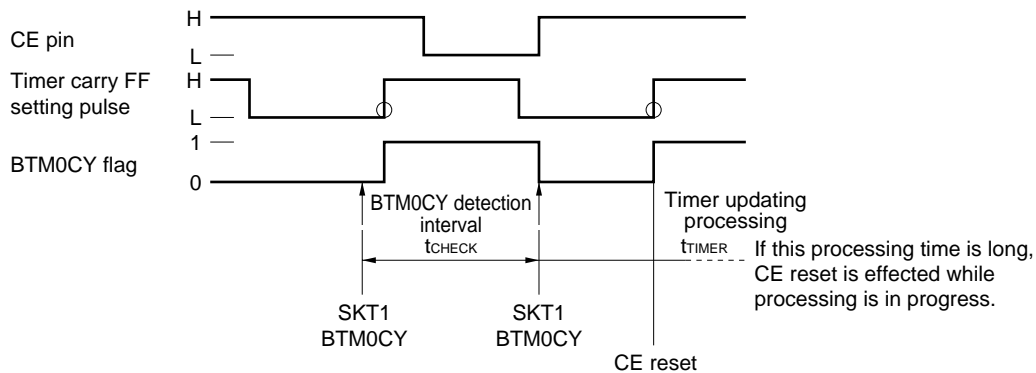 CE pin
H
L
Timer carry FF
setting pulse
H
L
BTM0CY flag
1
0
BTM0CY detection
interval
tCHECK
Timer updating
processing
tTIMER
If this processing time is long,
CE reset is effected while
processing is in progress.
SKT1
BTM0CY
SKT1
BTM0CY
CE reset